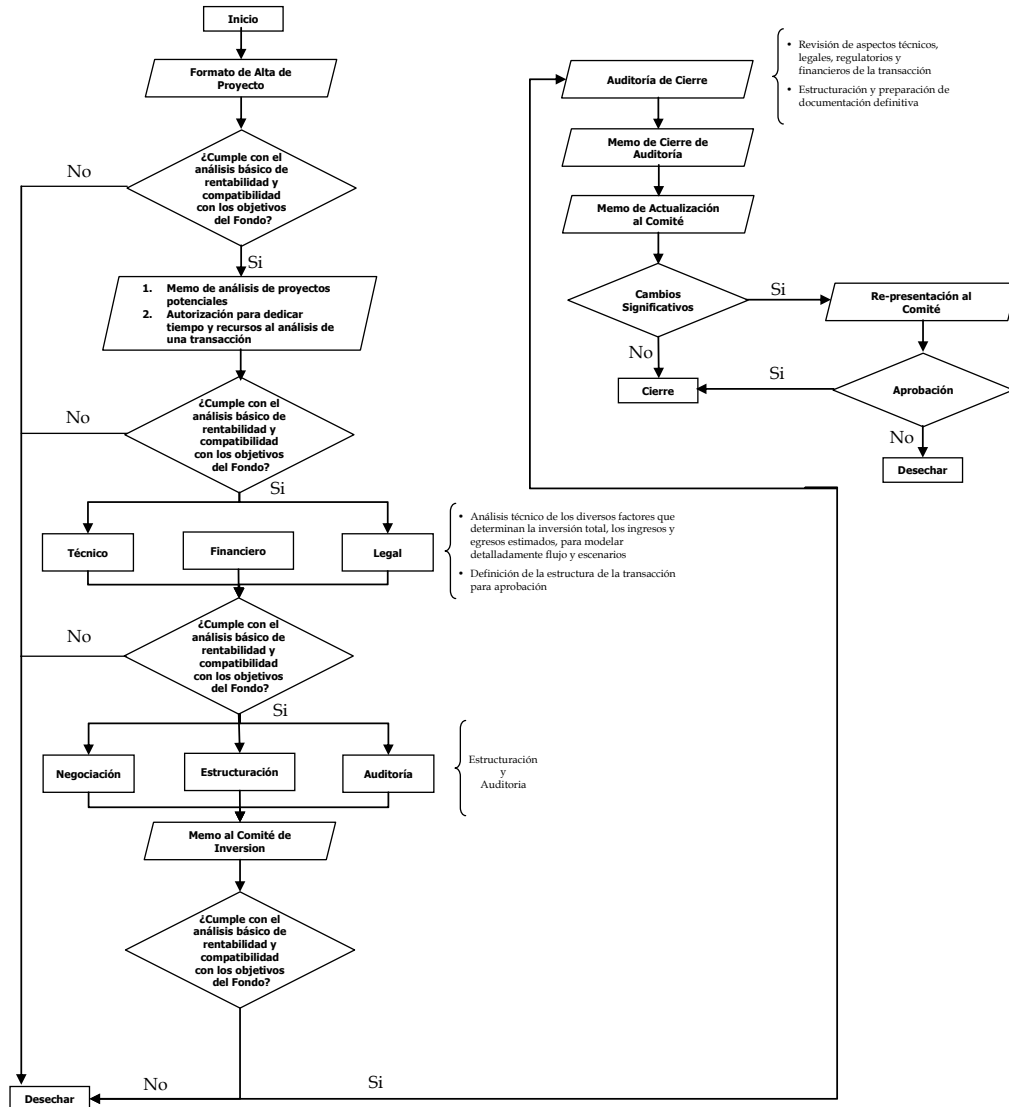 Inicio
Formato de Alta de
Proyecto
¿Cumple con el
análisis básico de
rentabilidad y
compatibilidad
con los objetivos
del Fondo?
No
Si
1. Memo de análisis de proyectos
potenciales
2. Autorización para dedicar
tiempo y recursos al análisis de
una transacción
¿Cumple con el
análisis básico de
rentabilidad y
compatibilidad
con los objetivos
del Fondo?
No
Si
Técnico
Financiero
Legal
• Análisis técnico de los diversos factores que
determinan la inversión total, los ingresos y
egresos estimados, para modelar
detalladamente flujo y escenarios
• Definición de la estructura de la transacción
para aprobación
¿Cumple con el
análisis básico de
rentabilidad y
compatibilidad
con los objetivos
del Fondo?
No
Si
Negociación
Estructuración
Auditoría
Estructuración
y
Auditoria
Memo al Comité de
Inversion
¿Cumple con el
análisis básico de
rentabilidad y
compatibilidad
con los objetivos
del Fondo?
No
Si
Desechar
Auditoría de Cierre
• Revisión de aspectos técnicos,
legales, regulatorios y
financieros de la transacción
• Estructuración y preparación de
documentación definitiva
Memo de Cierre de
Auditoría
Memo de Actualización
al Comité
Cambios
Significativos
Si
No
Re-presentación al
Comité
Cierre
Si
Aprobación
No
Desechar